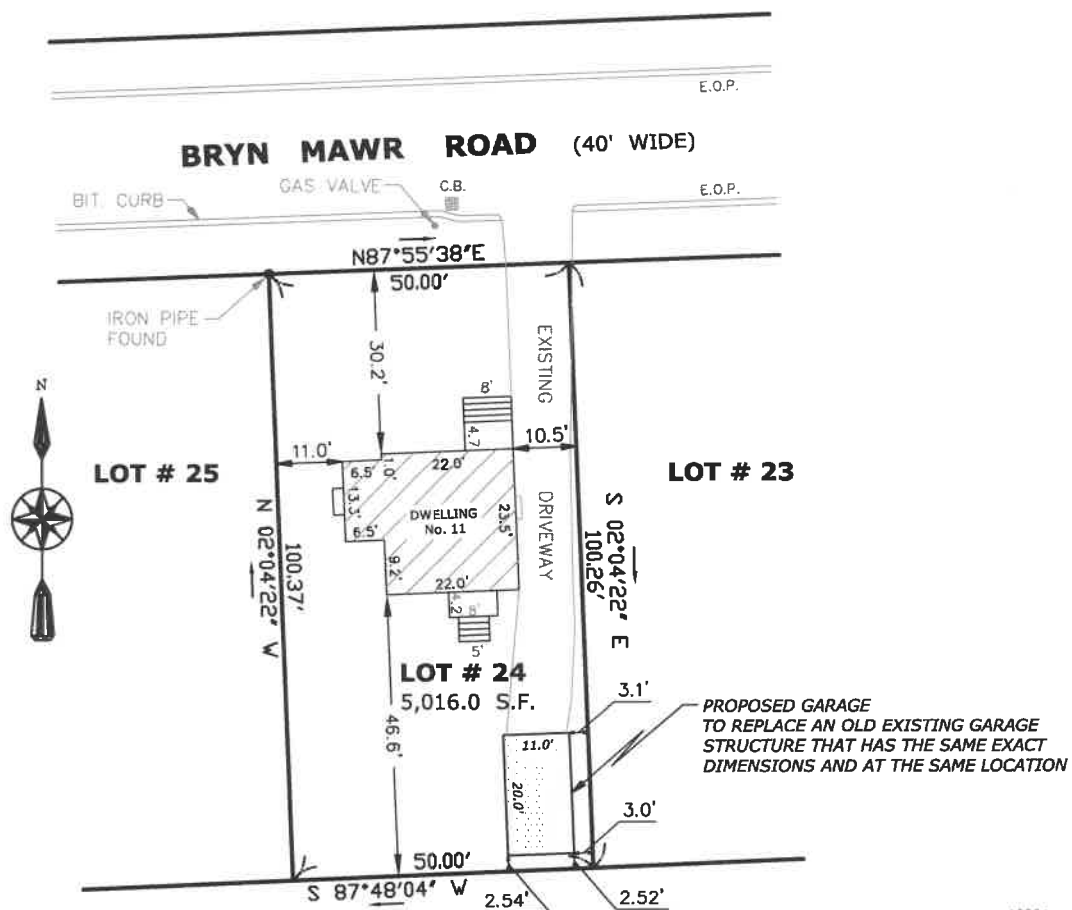 E.O.P.
BRYN MAWR ROAD (40' WIDE)
GAS VALVE
C.B.
E.O.P.
BIT. CURB
N87°55'38"E
50.00'
IRON PIPE
FOUND
30.2'
EXISTING
DRIVEWAY
N
8'
4.7
11.0'
10.5'
LOT # 25
LOT # 23
6.5'
1.0'
22.0'
13.3'
DWELLING
No. 11
23.5'
6.5'
9.2'
22.0'
4.2
8'
5'
N 02°04'22" W
100.37'
S 02°04'22" E
100.26'
LOT # 24
5,016.0 S.F.
46.6'
3.1'
PROPOSED GARAGE
TO REPLACE AN OLD EXISTING GARAGE
STRUCTURE THAT HAS THE SAME EXACT
DIMENSIONS AND AT THE SAME LOCATION
11.0'
20.0'
3.0'
50.00'
S 87°48'04" W
2.54'
2.52'